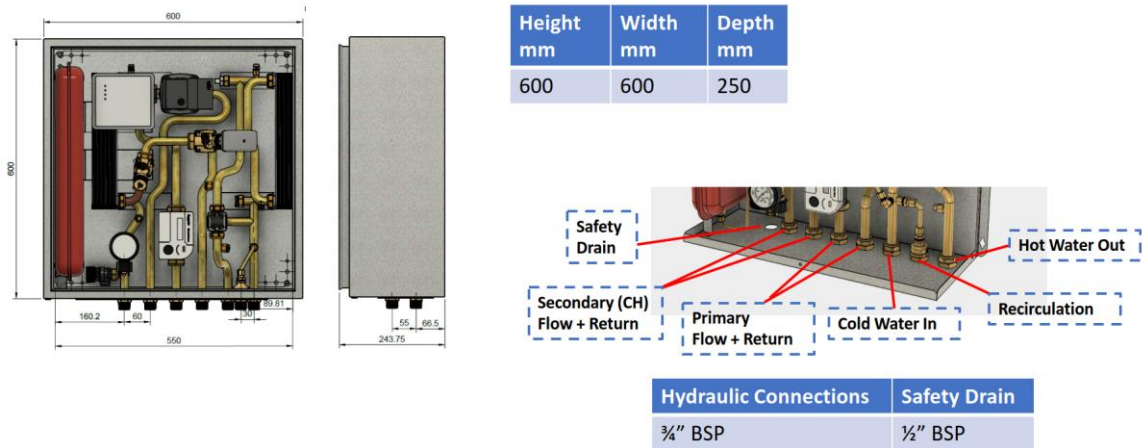 600
600
160.2
60
550
30
89.81
55
66.5
243.75
Height
mm
Width
mm
Depth
mm
600
600
250
Safety
Drain
Secondary (CH)
Flow + Return
Primary
Flow + Return
Cold Water In
Recirculation
Hot Water Out
Hydraulic Connections
Safety Drain
¾” BSP
½” BSP